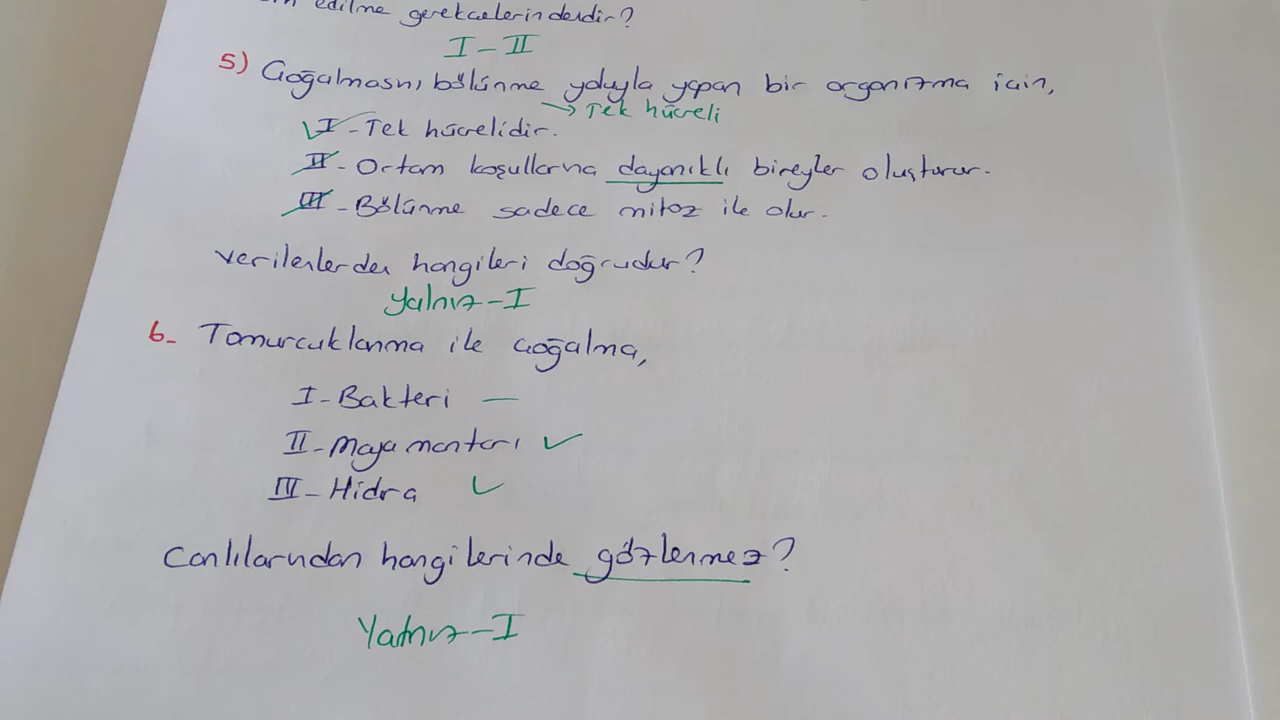 edilme gerekçelerindendir?
I-II
5) Çoğalmasını bölünme yoluyla yapan bir organizma için,
→ Tek hücreli
I-Tek hücrelidir.
II-Ortam koşullarına dayanıklı bireyler oluşturur.
III-Bölünme sadece mitoz ile olur.
verilenlerden hangileri doğrudur?
Yalnız-I
6- Tomurcuklanma ile çoğalma,
I-Bakteri —
II-Maya mantarı ✓
III-Hidra ✓
Canlılarından hangilerinde gözlenmez?
Yalnız-I